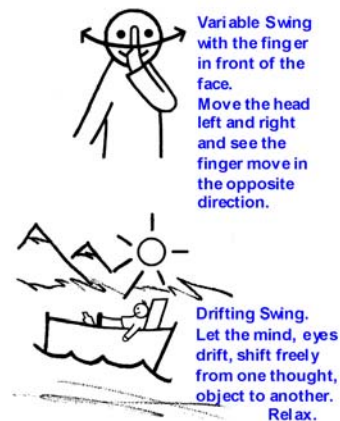 Variable Swing
with the finger
in front of the
face.
Move the head
left and right
and see the
finger move in
the opposite
direction.
Drifting Swing.
Let the mind, eyes
drift, shift freely
from one thought,
object to another.
Relax.